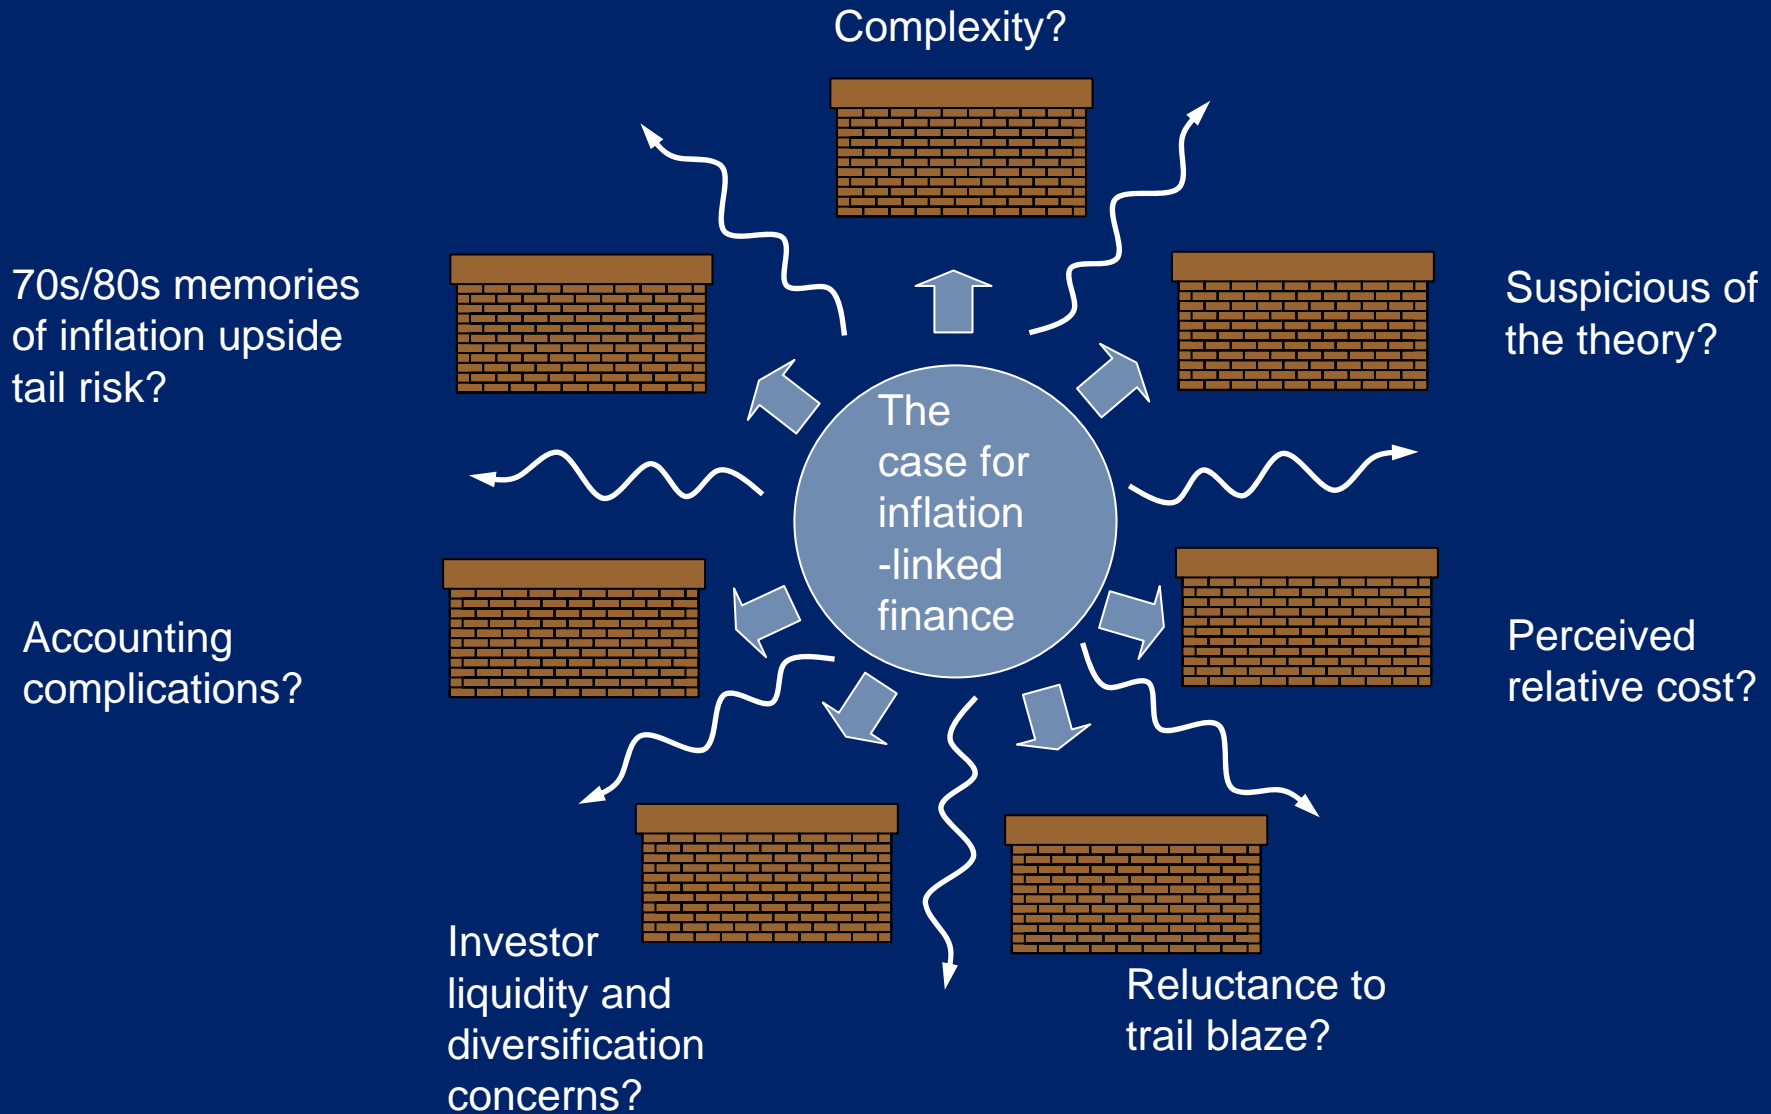 Complexity?
70s/80s memories
of inflation upside
tail risk?
Suspicious of
the theory?
The
case for
inflation
-linked
finance
Accounting
complications?
Perceived
relative cost?
Investor
liquidity and
diversification
concerns?
Reluctance to
trail blaze?